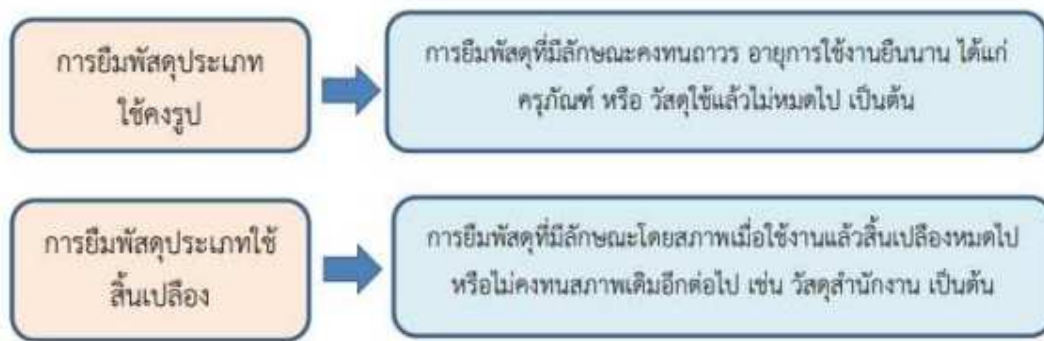 การยืมพัสดุประเภท
ใช้คงรูป
การยืมพัสดุที่มีลักษณะคงทนถาวร อายุการใช้งานยืนนาน ได้แก่
ครุภัณฑ์ หรือ วัสดุใช้แล้วไม่หมดไป เป็นต้น
การยืมพัสดุประเภทใช้
สิ้นเปลือง
การยืมพัสดุที่มีลักษณะโดยสภาพเมื่อใช้งานแล้วสิ้นเปลืองหมดไป
หรือไม่คงทนสภาพเดิมอีกต่อไป เช่น วัสดุสำนักงาน เป็นต้น